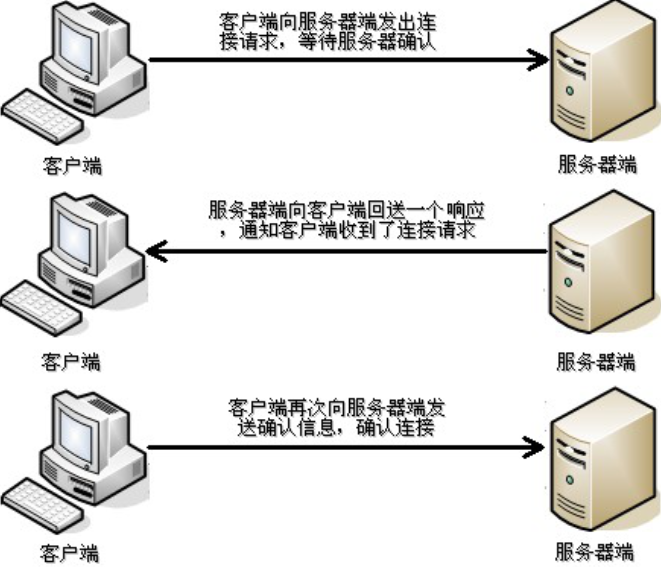 客户端向服务器端发出连
接请求，等待服务器确认
客户端
服务器端
服务器端向客户端回送一个响应
，通知客户端收到了连接请求
客户端
服务器端
客户端再次向服务器端发
送确认信息，确认连接
客户端
服务器端